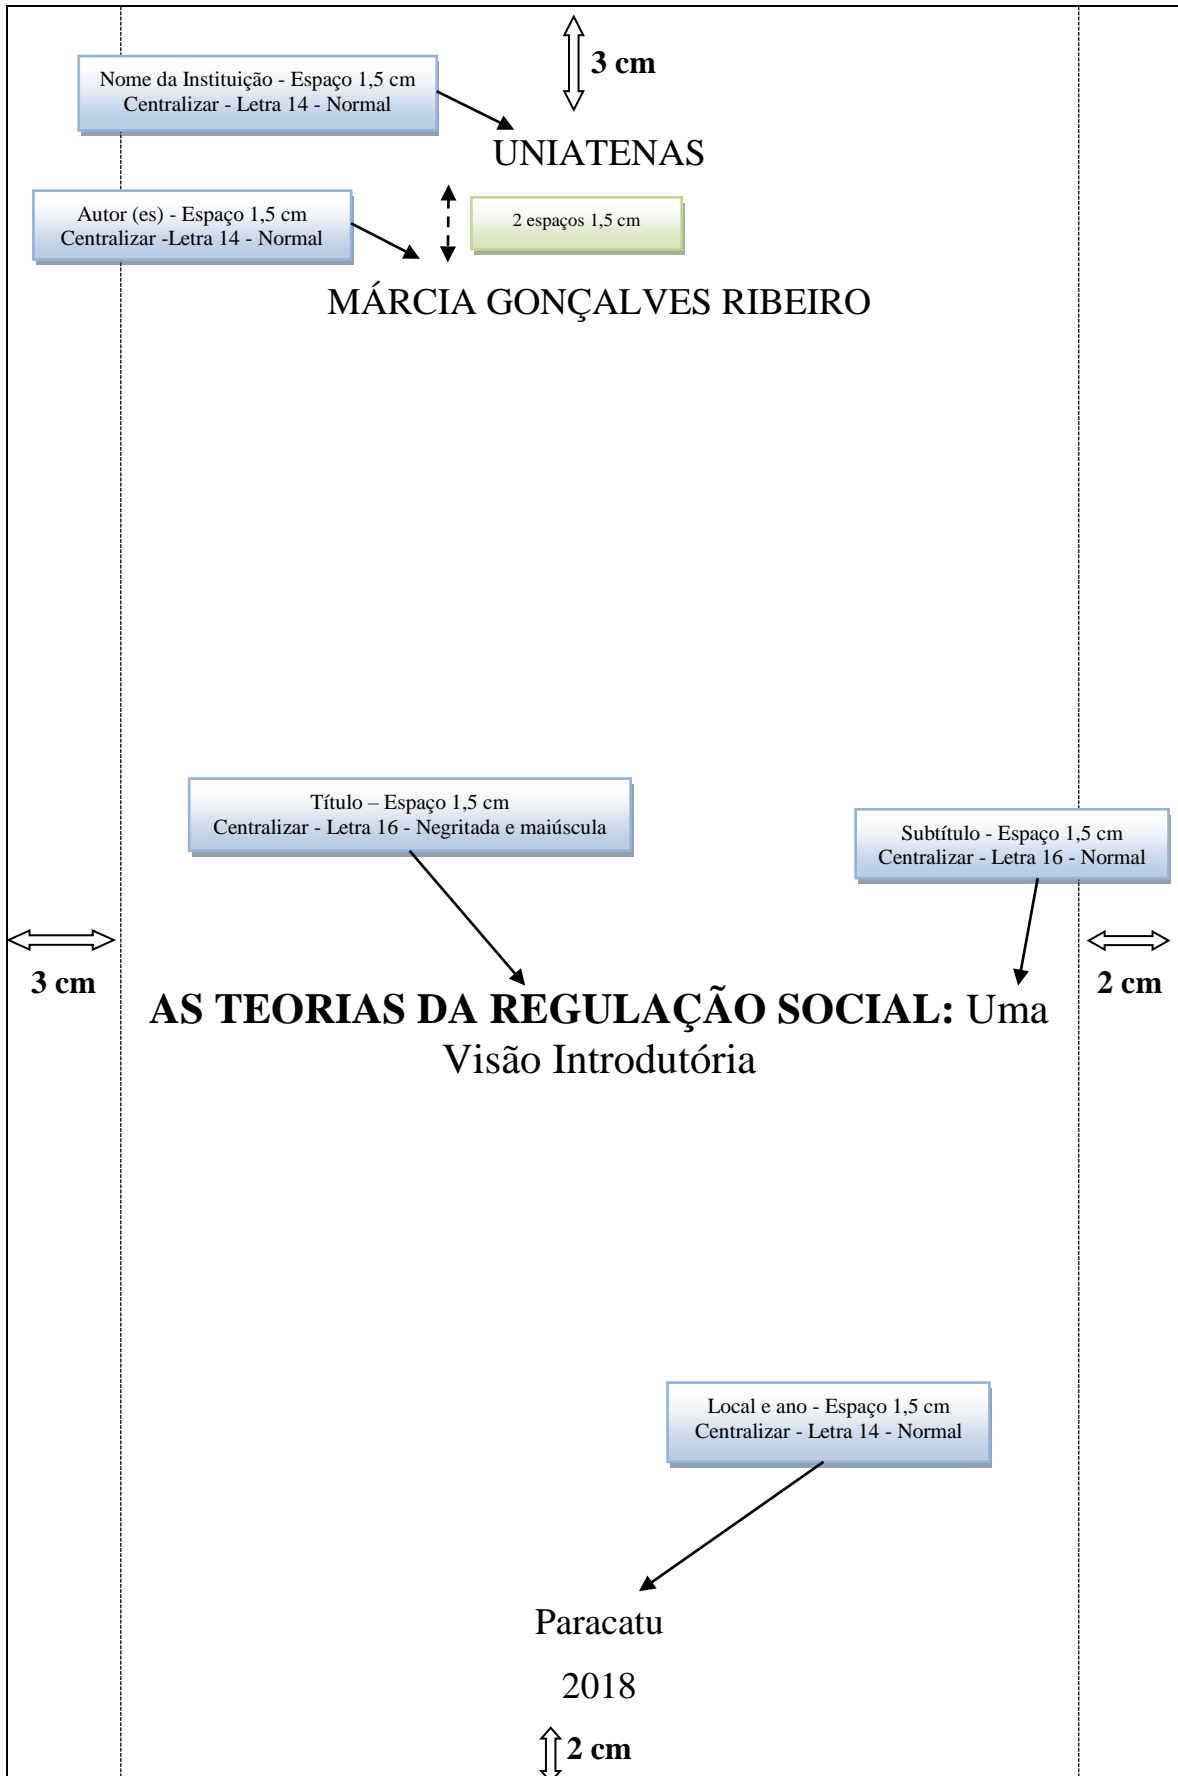 3 cm
Nome da Instituição - Espaço 1,5 cm
Centralizar - Letra 14 - Normal
UNIATENAS
Autor (es) - Espaço 1,5 cm
Centralizar -Letra 14 - Normal
2 espaços 1,5 cm
MÁRCIA GONÇALVES RIBEIRO
Título – Espaço 1,5 cm
Centralizar - Letra 16 - Negritada e maiúscula
Subtítulo - Espaço 1,5 cm
Centralizar - Letra 16 - Normal
3 cm
2 cm
AS TEORIAS DA REGULAÇÃO SOCIAL: Uma
Visão Introdutória
Local e ano - Espaço 1,5 cm
Centralizar - Letra 14 - Normal
Paracatu
2018
2 cm